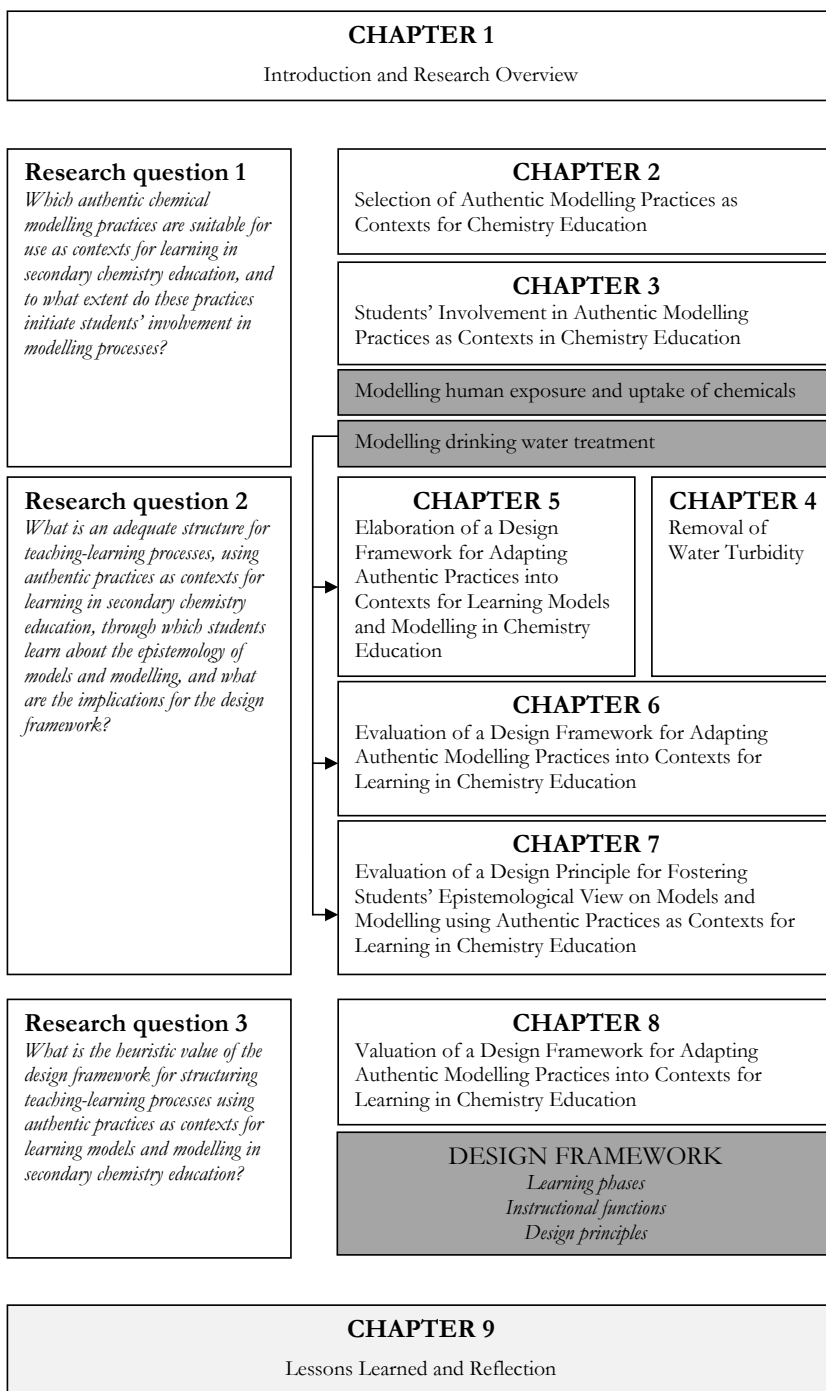 CHAPTER 1
Introduction and Research Overview
Research question 1
Which authentic chemical
modelling practices are suitable for
use as contexts for learning in
secondary chemistry education, and
to what extent do these practices
initiate students' involvement in
modelling processes?
CHAPTER 2
Selection of Authentic Modelling Practices as
Contexts for Chemistry Education
CHAPTER 3
Students' Involvement in Authentic Modelling
Practices as Contexts in Chemistry Education
Modelling human exposure and uptake of chemicals
Modelling drinking water treatment
Research question 2
What is an adequate structure for
teaching-learning processes, using
authentic practices as contexts for
learning in secondary chemistry
education, through which students
learn about the epistemology of
models and modelling, and what
are the implications for the design
framework?
CHAPTER 5
Elaboration of a Design
Framework for Adapting
Authentic Practices into
Contexts for Learning Models
and Modelling in Chemistry
Education
CHAPTER 4
Removal of
Water Turbidity
CHAPTER 6
Evaluation of a Design Framework for Adapting
Authentic Modelling Practices into Contexts for
Learning in Chemistry Education
CHAPTER 7
Evaluation of a Design Principle for Fostering
Students' Epistemological View on Models and
Modelling using Authentic Practices as Contexts for
Learning in Chemistry Education
Research question 3
What is the heuristic value of the
design framework for structuring
teaching-learning processes using
authentic practices as contexts for
learning models and modelling in
secondary chemistry education?
CHAPTER 8
Valuation of a Design Framework for Adapting
Authentic Modelling Practices into Contexts for
Learning in Chemistry Education
DESIGN FRAMEWORK
Learning phases
Instructional functions
Design principles
CHAPTER 9
Lessons Learned and Reflection